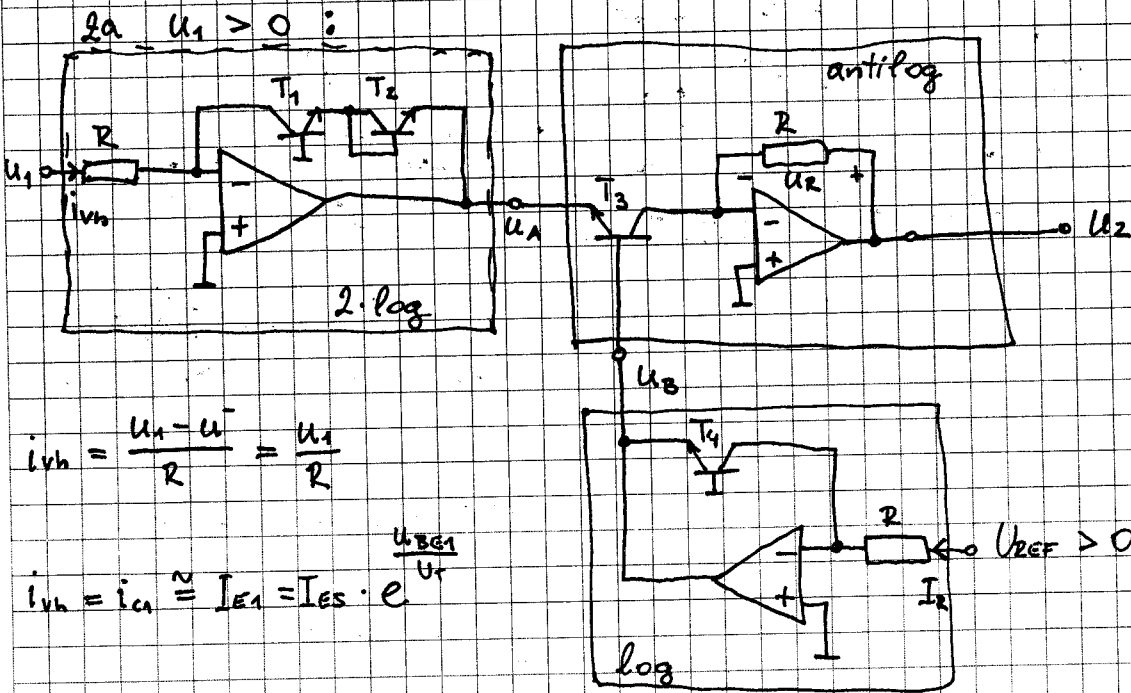 2a u₁ > 0 :
antilog
T₁ T₂
R
R
u₁
ivh
-
+
- uR +
T₃
uA
-
+
u₂
2·log
uB
T₄
R
UREF > 0
-
+
I₂
log
ivh = (u₁ - u⁻)/R = u₁/R
ivh = ic₁ ≅ IE1 = IES · e^(uBE1/UT)